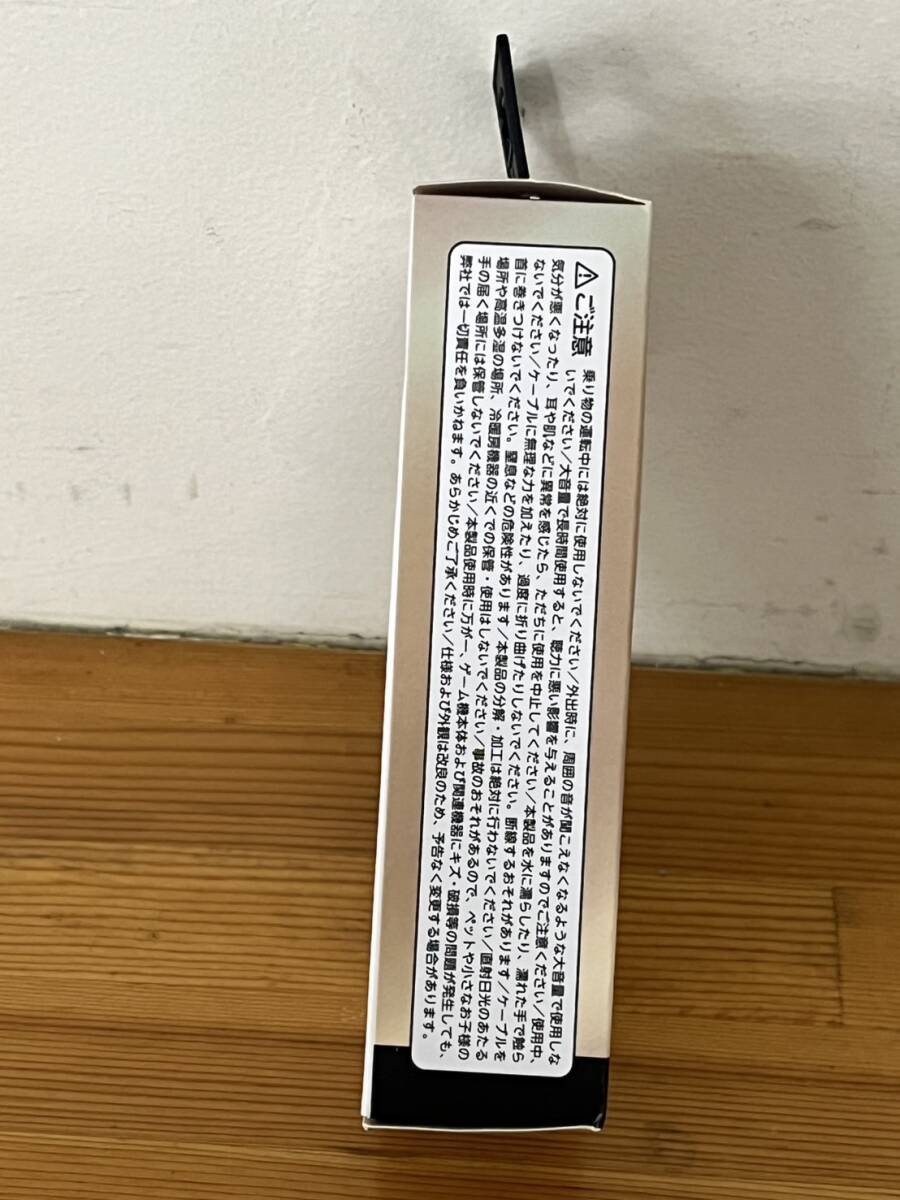 ⚠ご注意 乗り物の運転中には絶対に使用しないでください/外出時に、周囲の音が聞こえなくなるような大音量で使用しな
いでください/大音量で長時間使用すると、聴力に悪い影響を与えることがありますのでご注意ください/使用中、
気分が悪くなったり、耳や肌などに異常を感じたら、ただちに使用を中止してください/本製品を水に濡らしたり、濡れた手で触ら
ないでください/ケーブルに無理な力を加えたり、過度に折り曲げたりしないでください。断線するおそれがあります/ケーブルを
首に巻きつけないでください。窒息などの危険性があります/本製品の分解・加工は絶対に行わないでください/直射日光のあたる
場所や高温多湿の場所、冷暖房機器の近くでの保管・使用はしないでください/事故のおそれがあるので、ペットや小さなお子様の
手の届く場所には保管しないでください/本製品使用時に万が一、ゲーム機本体および関連機器にキズ・破損等の問題が発生しても、
弊社では一切責任を負いかねます。あらかじめご了承ください/仕様および外観は改良のため、予告なく変更する場合があります。